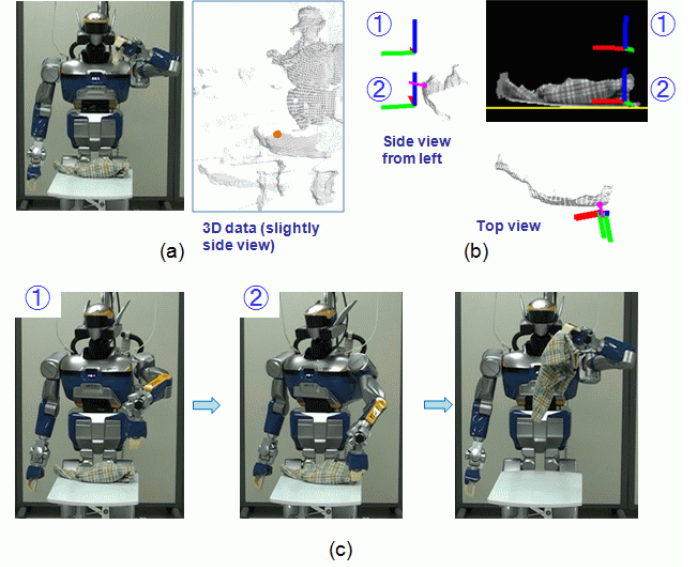 ①
①
②
②
Side view
from left
3D data (slightly
side view)
Top view
(a)
(b)
①
②
(c)